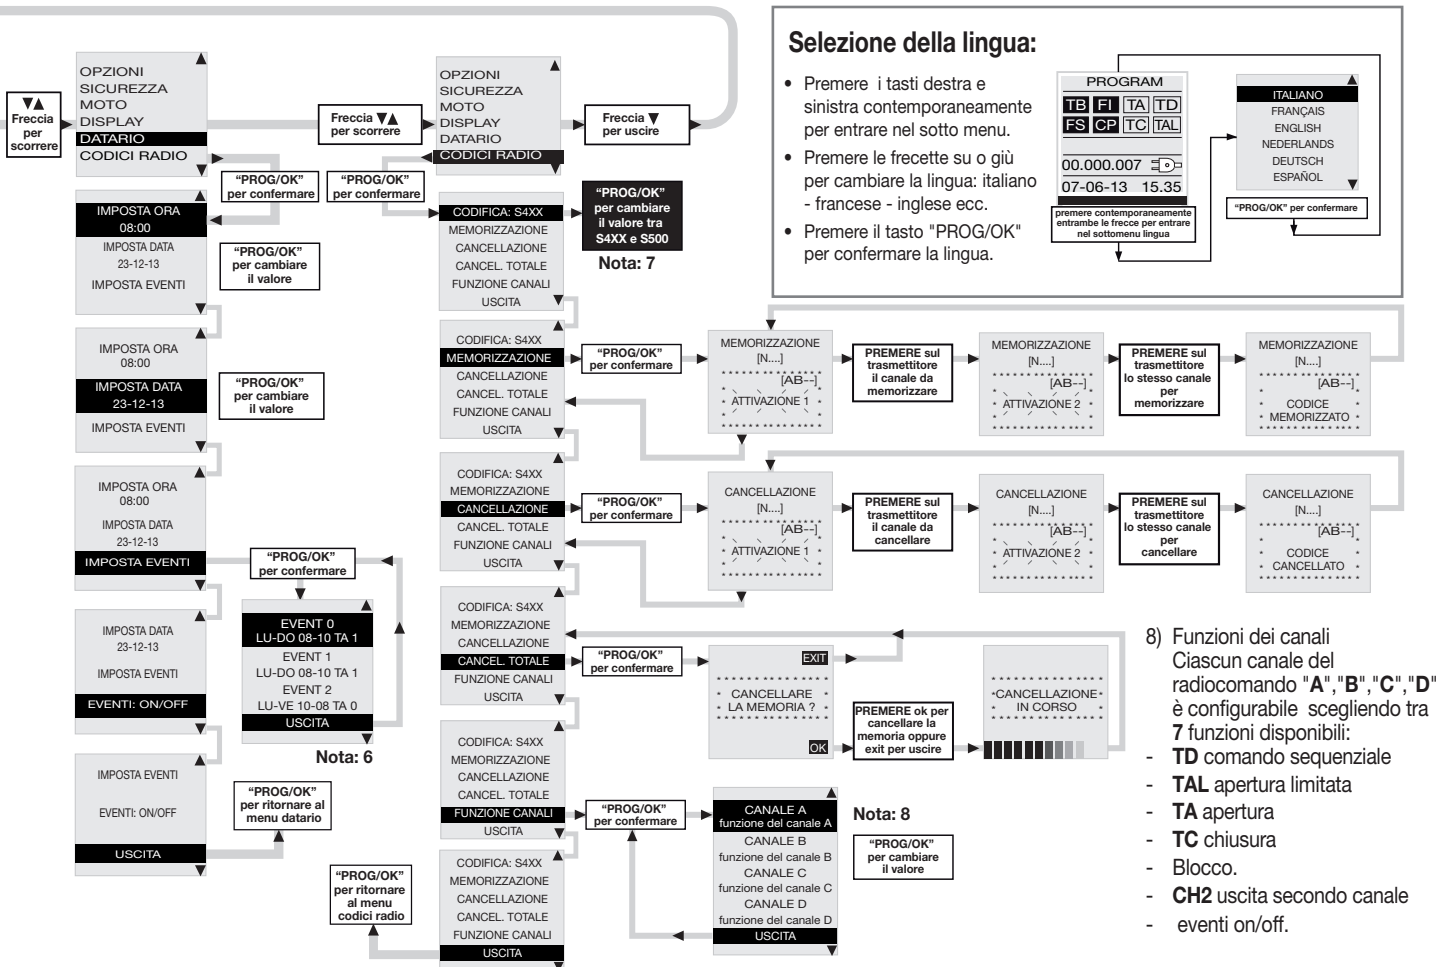 Freccia
per
scorrere
OPZIONI
SICUREZZA
MOTO
DISPLAY
DATARIO
CODICI RADIO
Freccia
per scorrere
OPZIONI
SICUREZZA
MOTO
DISPLAY
DATARIO
CODICI RADIO
Freccia
per uscire
"PROG/OK"
per confermare
"PROG/OK"
per confermare
IMPOSTA ORA
08:00
IMPOSTA DATA
23-12-13
IMPOSTA EVENTI
"PROG/OK"
per cambiare
il valore
IMPOSTA ORA
08:00
IMPOSTA DATA
23-12-13
IMPOSTA EVENTI
"PROG/OK"
per cambiare
il valore
IMPOSTA ORA
08:00
IMPOSTA DATA
23-12-13
IMPOSTA EVENTI
"PROG/OK"
per confermare
EVENT 0
LU-DO 08-10 TA 1
EVENT 1
LU-DO 08-10 TA 1
EVENT 2
LU-VE 10-08 TA 0
USCITA
Nota: 6
IMPOSTA DATA
23-12-13
IMPOSTA EVENTI
EVENTI: ON/OFF
IMPOSTA EVENTI
EVENTI: ON/OFF
USCITA
"PROG/OK"
per ritornare al
menu datario
CODIFICA: S4XX
MEMORIZZAZIONE
CANCELLAZIONE
CANCEL. TOTALE
FUNZIONE CANALI
USCITA
"PROG/OK"
per cambiare
il valore tra
S4XX e S500
Nota: 7
CODIFICA: S4XX
MEMORIZZAZIONE
CANCELLAZIONE
CANCEL. TOTALE
FUNZIONE CANALI
USCITA
"PROG/OK"
per confermare
MEMORIZZAZIONE
[N....]
[AB--]
ATTIVAZIONE 1
PREMERE sul
trasmettitore
il canale da
memorizzare
MEMORIZZAZIONE
[N....]
[AB--]
ATTIVAZIONE 2
PREMERE sul
trasmettitore
lo stesso canale
per
memorizzare
MEMORIZZAZIONE
[N....]
[AB--]
CODICE
MEMORIZZATO
CODIFICA: S4XX
MEMORIZZAZIONE
CANCELLAZIONE
CANCEL. TOTALE
FUNZIONE CANALI
USCITA
"PROG/OK"
per confermare
CANCELLAZIONE
[N....]
[AB--]
ATTIVAZIONE 1
PREMERE sul
trasmettitore
il canale da
cancellare
CANCELLAZIONE
[N....]
[AB--]
ATTIVAZIONE 2
PREMERE sul
trasmettitore
lo stesso canale
per
cancellare
CANCELLAZIONE
[N....]
[AB--]
CODICE
CANCELLATO
CODIFICA: S4XX
MEMORIZZAZIONE
CANCELLAZIONE
CANCEL. TOTALE
FUNZIONE CANALI
USCITA
"PROG/OK"
per confermare
EXIT
CANCELLARE
LA MEMORIA ?
OK
PREMERE ok per
cancellare la
memoria oppure
exit per uscire
CANCELLAZIONE
IN CORSO
CODIFICA: S4XX
MEMORIZZAZIONE
CANCELLAZIONE
CANCEL. TOTALE
FUNZIONE CANALI
USCITA
"PROG/OK"
per confermare
CANALE A
funzione del canale A
CANALE B
funzione del canale B
CANALE C
funzione del canale C
CANALE D
funzione del canale D
USCITA
Nota: 8
"PROG/OK"
per cambiare
il valore
CODIFICA: S4XX
MEMORIZZAZIONE
CANCELLAZIONE
CANCEL. TOTALE
FUNZIONE CANALI
USCITA
"PROG/OK"
per ritornare
al menu
codici radio
Selezione della lingua:
• Premere i tasti destra e
sinistra contemporaneamente
per entrare nel sotto menu.
• Premere le frecette su o giù
per cambiare la lingua: italiano
- francese - inglese ecc.
• Premere il tasto "PROG/OK"
per confermare la lingua.
PROGRAM
TB FI TA TD
FS CP TC TAL
00.000.007
07-06-13 15.35
premere contemporaneamente
entrambe le frecce per entrare
nel sottomenu lingua
ITALIANO
FRANÇAIS
ENGLISH
NEDERLANDS
DEUTSCH
ESPAÑOL
"PROG/OK" per confermare
8) Funzioni dei canali
Ciascun canale del
radiocomando "A","B","C","D"
è configurabile scegliendo tra
7 funzioni disponibili:
- TD comando sequenziale
- TAL apertura limitata
- TA apertura
- TC chiusura
- Blocco.
- CH2 uscita secondo canale
- eventi on/off.